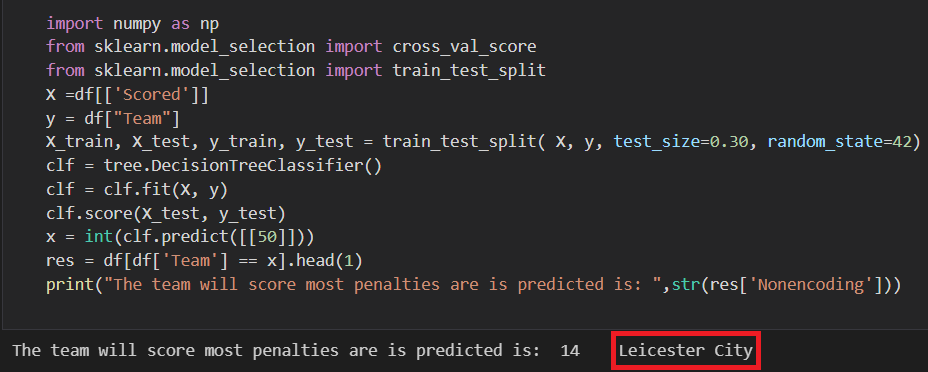 import numpy as np
from sklearn.model_selection import cross_val_score
from sklearn.model_selection import train_test_split
X =df[['Scored']]
y = df["Team"]
X_train, X_test, y_train, y_test = train_test_split( X, y, test_size=0.30, random_state=42)
clf = tree.DecisionTreeClassifier()
clf = clf.fit(X, y)
clf.score(X_test, y_test)
x = int(clf.predict([[50]]))
res = df[df['Team'] == x].head(1)
print("The team will score most penalties are is predicted is: ",str(res['Nonencoding']))
The team will score most penalties are is predicted is:  14    Leicester City